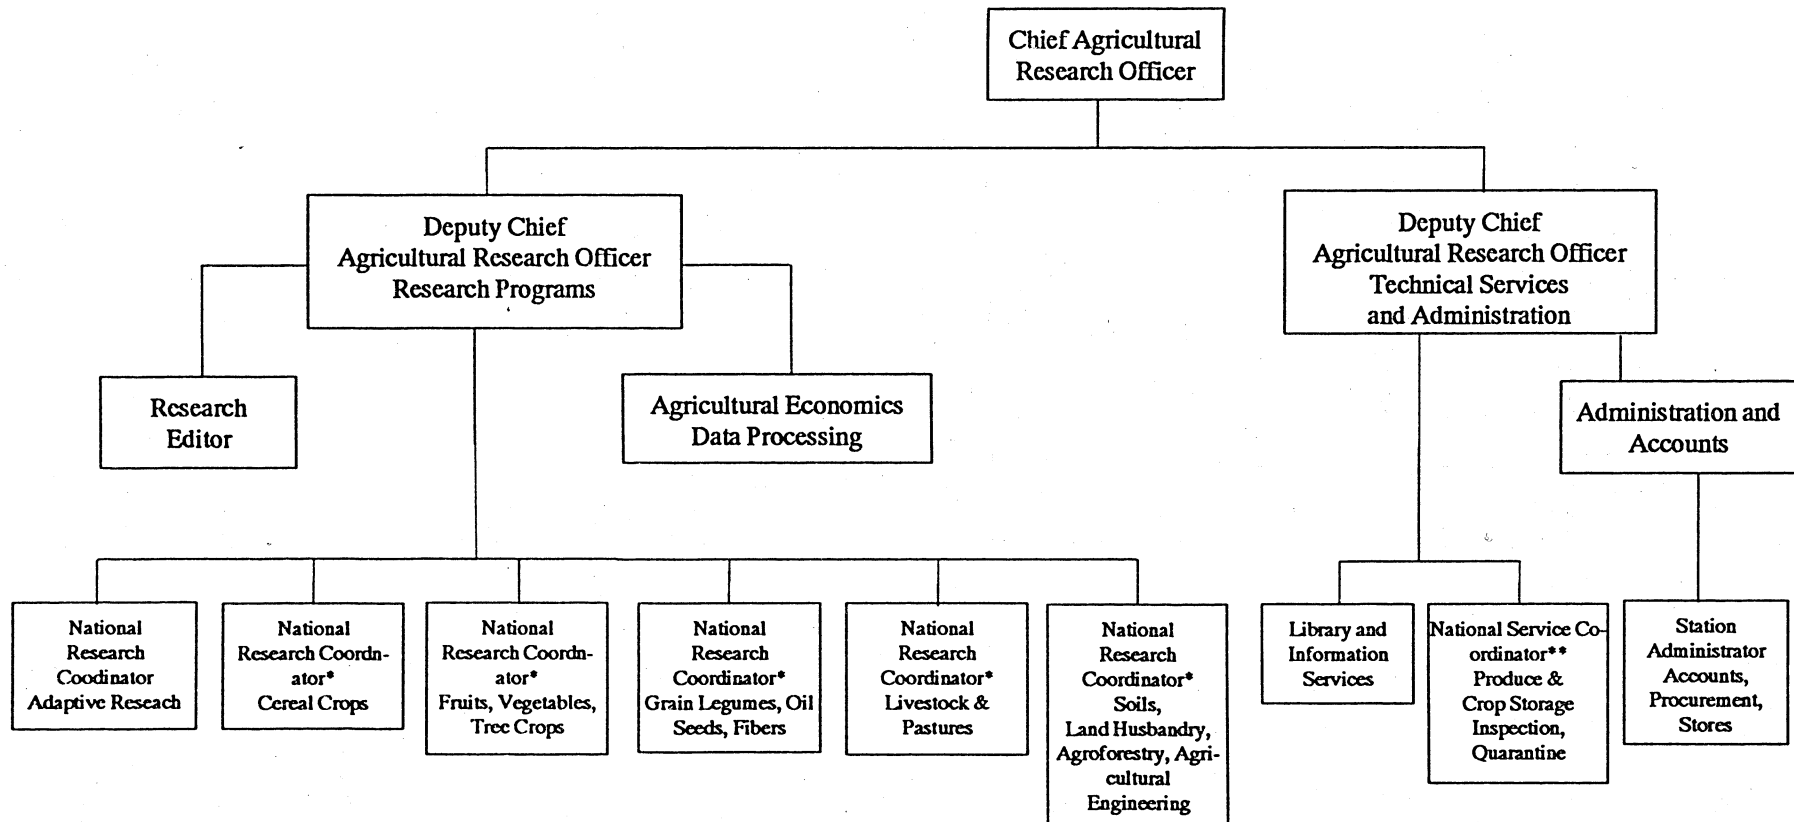 Chief Agricultural
Research Officer
Deputy Chief
Agricultural Research Officer
Research Programs
Deputy Chief
Agricultural Research Officer
Technical Services
and Administration
Research
Editor
Agricultural Economics
Data Processing
Administration and
Accounts
National
Research
Coodinator
Adaptive Reseach
National
Research Coordn-
ator*
Cereal Crops
National
Research Coordn-
ator*
Fruits, Vegetables,
Tree Crops
National
Research
Coordinator*
Grain Legumes, Oil
Seeds, Fibers
National
Research
Coordinator*
Livestock &
Pastures
National
Research
Coordinator*
Soils,
Land Husbandry,
Agroforestry, Agri-
cultural
Engineering
Library and
Information
Services
National Service Co-
ordinator**
Produce &
Crop Storage
Inspection,
Quarantine
Station
Administrator
Accounts,
Procurement,
Stores